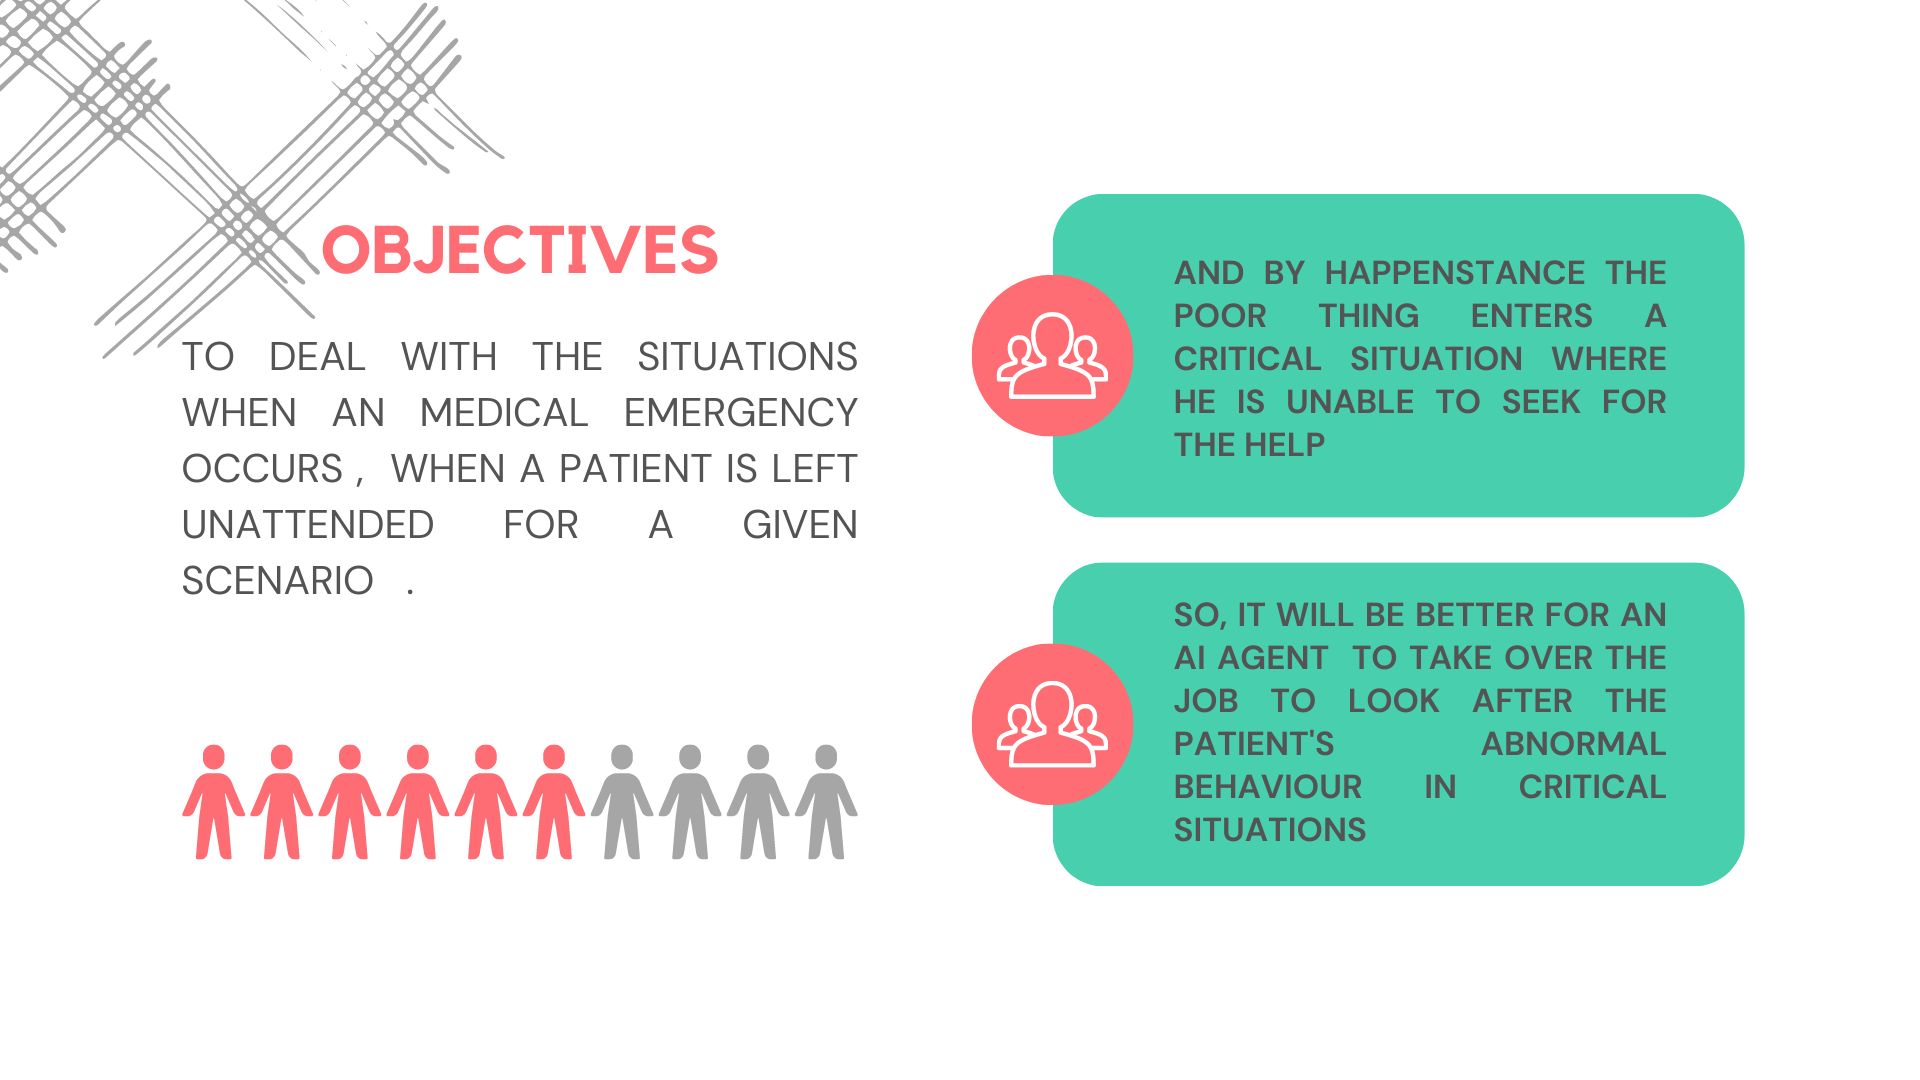 OBJECTIVES
TO DEAL WITH THE SITUATIONS
WHEN AN MEDICAL EMERGENCY
OCCURS , WHEN A PATIENT IS LEFT
UNATTENDED FOR A GIVEN
SCENARIO .
AND BY HAPPENSTANCE THE
POOR THING ENTERS A
CRITICAL SITUATION WHERE
HE IS UNABLE TO SEEK FOR
THE HELP
SO, IT WILL BE BETTER FOR AN
AI AGENT TO TAKE OVER THE
JOB TO LOOK AFTER THE
PATIENT'S ABNORMAL
BEHAVIOUR IN CRITICAL
SITUATIONS